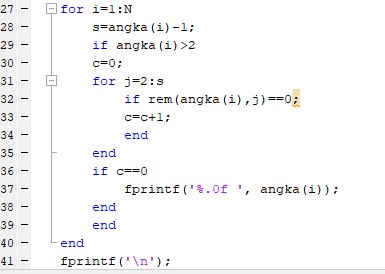 27 - for i=1:N
28 - s=angka(i)-1;
29 - if angka(i)>2
30 - c=0;
31 - for j=2:s
32 - if rem(angka(i),j)==0;
33 - c=c+1;
34 - end
35 - end
36 - if c==0
37 - fprintf('%.0f ', angka(i));
38 - end
39 - end
40 - end
41 - fprintf('\n');